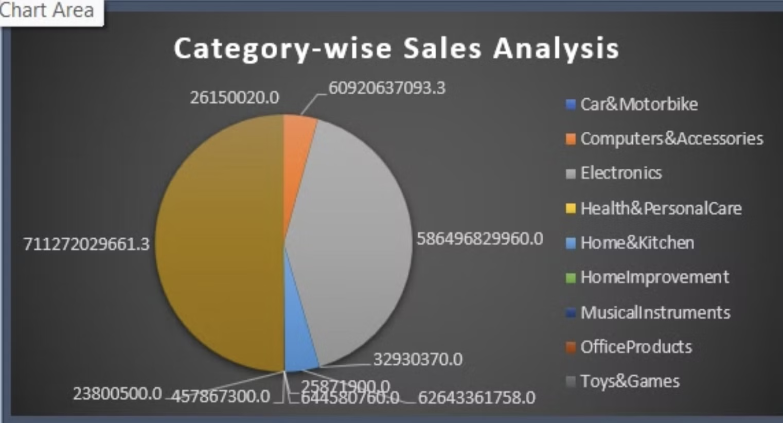 Chart Area
Category-wise Sales Analysis
26150020.0
60920637093.3
711272029661.3
586496829960.0
32930370.0
23800500.0
457867300.0
25871900.0
644580760.0
62643361758.0
Car&Motorbike
Computers&Accessories
Electronics
Health&PersonalCare
Home&Kitchen
HomeImprovement
MusicalInstruments
OfficeProducts
Toys&Games